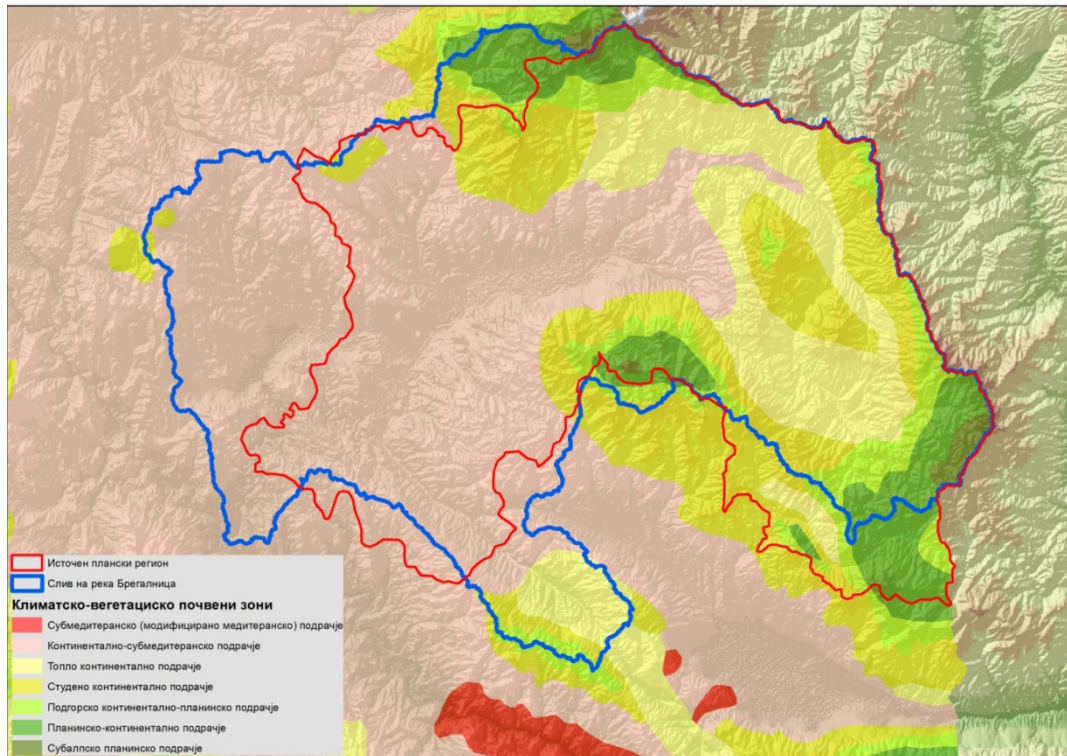 Источен плански регион
Слив на река Брегалница
Климатско-вегетациско почвени зони
Субмедитеранско (модифицирано медитеранско) подрачје
Континентално-субмедитеранско подрачје
Топло континентално подрачје
Студено континентално подрачје
Подгорско континентално-планинско подрачје
Планинско-континентално подрачје
Субалпско планинско подрачје